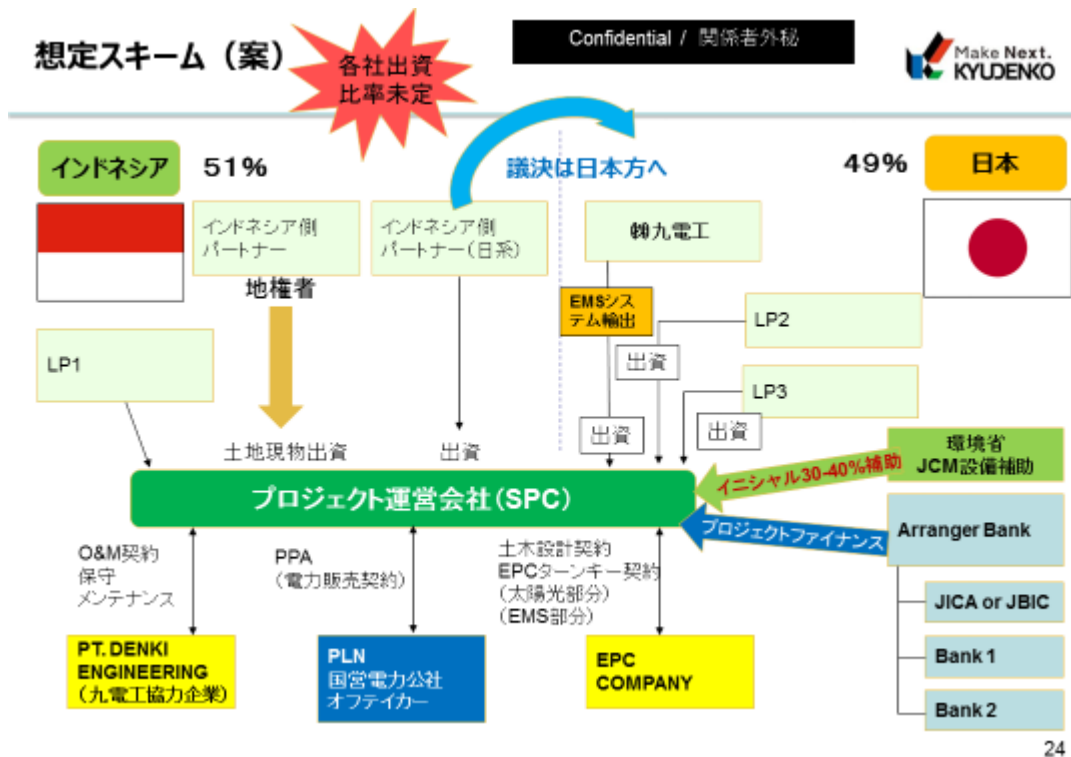 想定スキーム（案）
各社出資
比率未定
Confidential / 関係者外秘
Make Next.
KYUDENKO
インドネシア
51%
議決は日本方へ
49%
日本
インドネシア側
パートナー
インドネシア側
パートナー（日系）
㈱九電工
地権者
EMSシス
テム輸出
LP2
LP1
出資
LP3
土地現物出資
出資
出資
出資
環境省
JCM設備補助
イニシャル30-40%補助
プロジェクト運営会社（SPC）
プロジェクトファイナンス
Arranger Bank
O&M契約
保守
メンテナンス
PPA
（電力販売契約）
土木設計契約
EPCターンキー契約
（太陽光部分）
（EMS部分）
JICA or JBIC
PT. DENKI
ENGINEERING
（九電工協力企業）
PLN
国営電力公社
オフテイカー
EPC
COMPANY
Bank 1
Bank 2
24